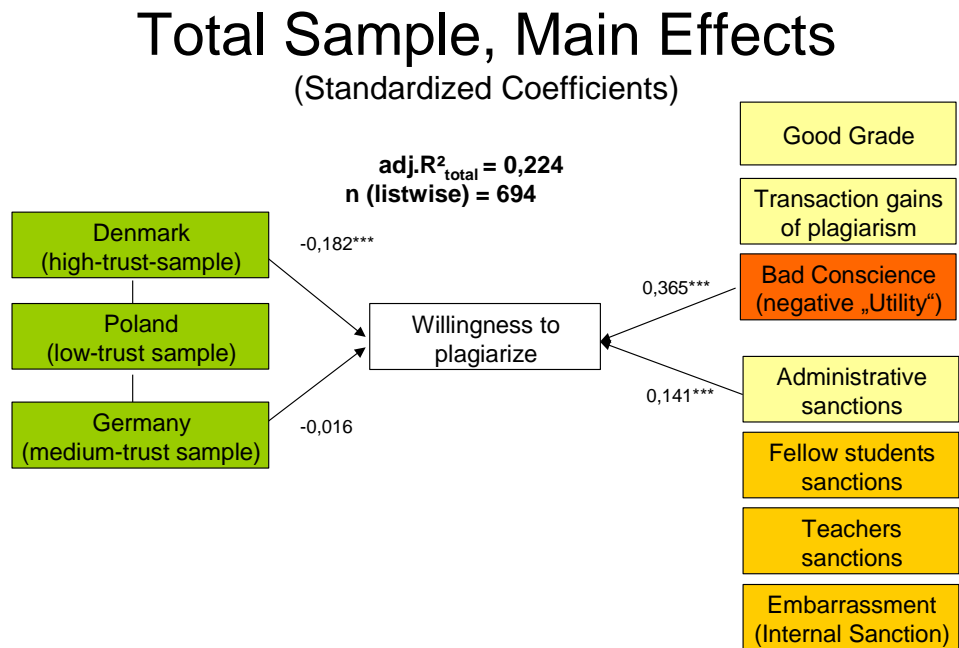 Total Sample, Main Effects
(Standardized Coefficients)
adj.R²total = 0,224
n (listwise) = 694
Denmark
(high-trust-sample)
Poland
(low-trust sample)
Germany
(medium-trust sample)
-0,182***
-0,016
Willingness to
plagiarize
0,365***
0,141***
Good Grade
Transaction gains
of plagiarism
Bad Conscience
(negative „Utility“)
Administrative
sanctions
Fellow students
sanctions
Teachers
sanctions
Embarrassment
(Internal Sanction)